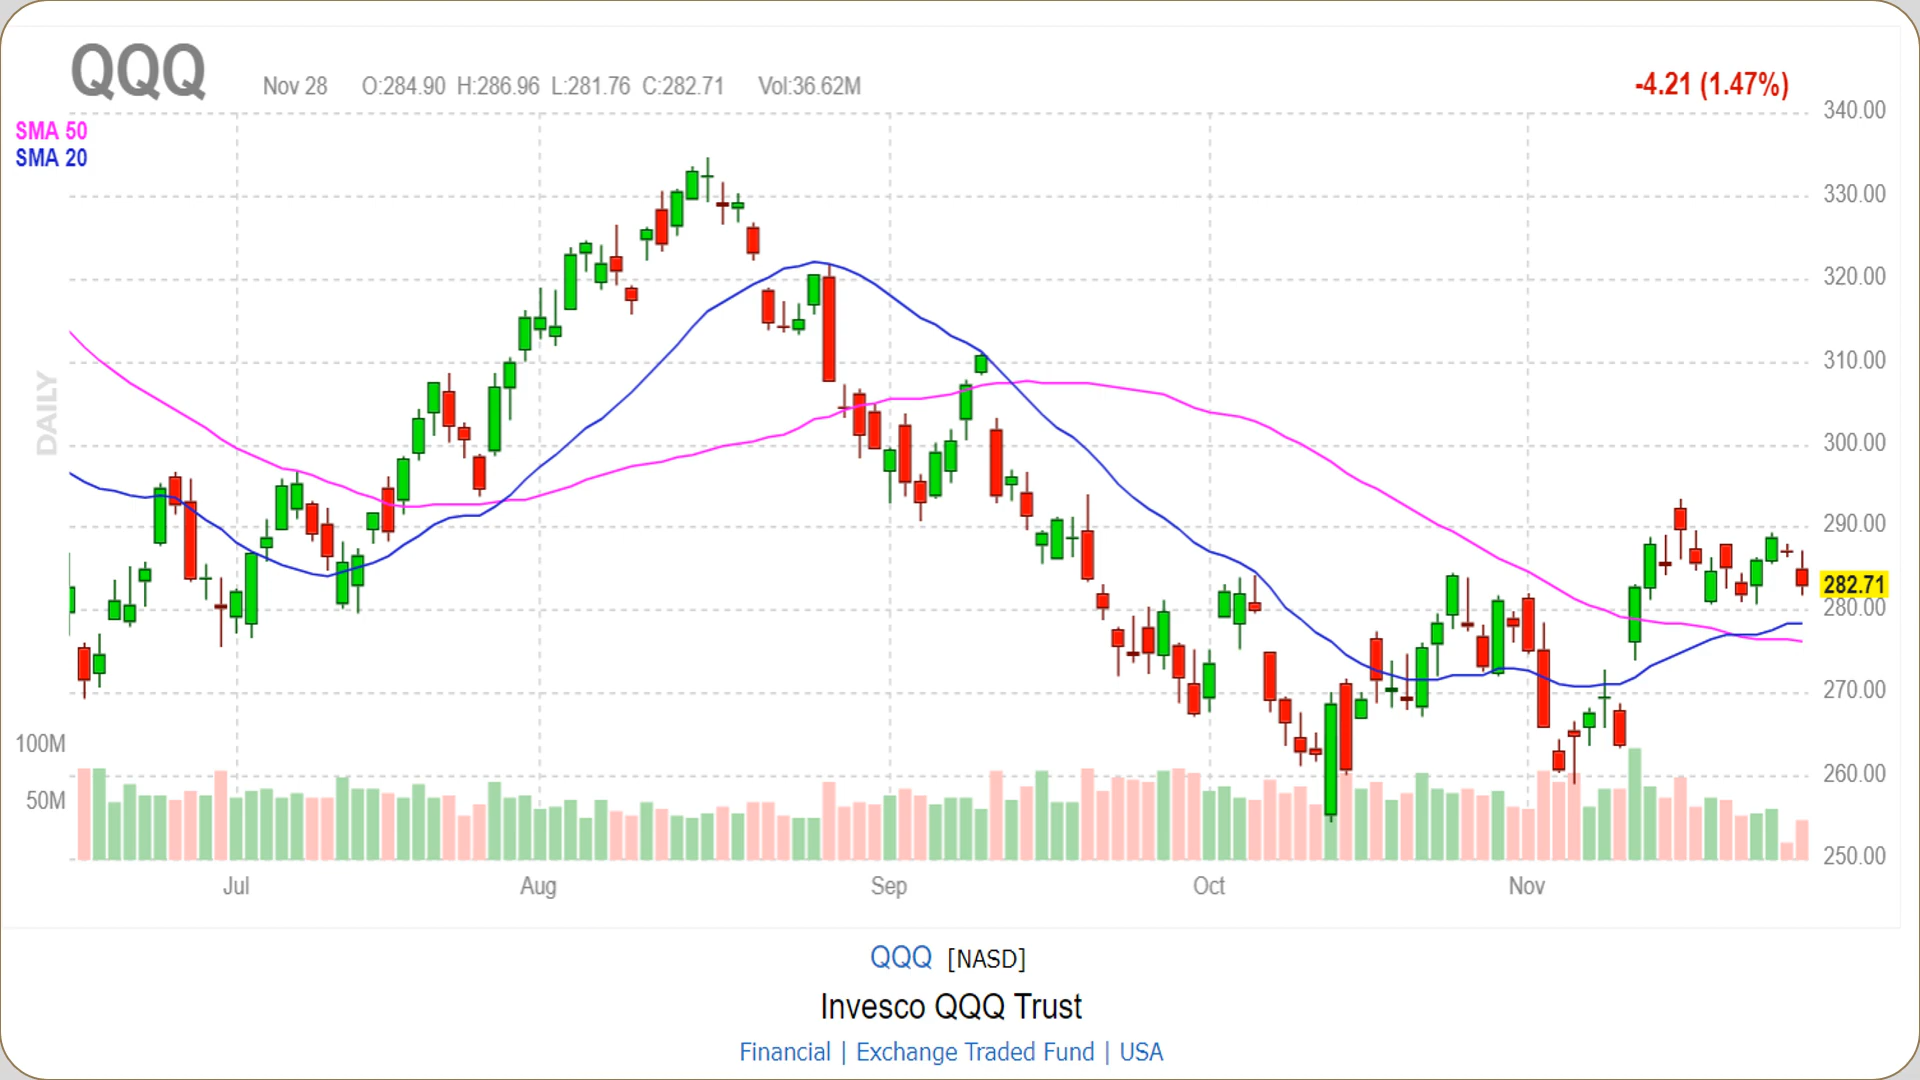 QQQ Nov 28 O:284.90 H:286.96 L:281.76 C:282.71 Vol:36.62M -4.21 (1.47%)
SMA 50
SMA 20
340.00
330.00
320.00
310.00
300.00
290.00
282.71
280.00
270.00
260.00
250.00
DAILY
100M
50M
Jul Aug Sep Oct Nov
QQQ [NASD]
Invesco QQQ Trust
Financial | Exchange Traded Fund | USA